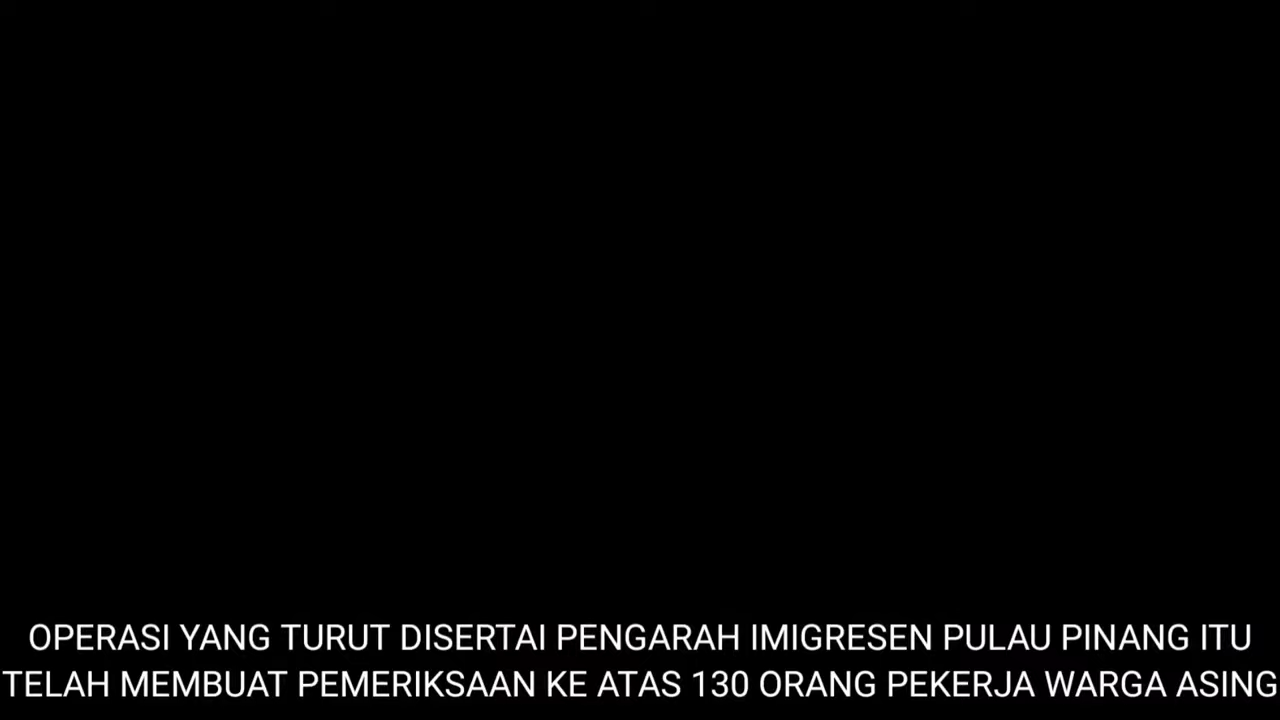 OPERASI YANG TURUT DISERTAI PENGARAH IMIGRESEN PULAU PINANG ITU
TELAH MEMBUAT PEMERIKSAAN KE ATAS 130 ORANG PEKERJA WARGA ASING